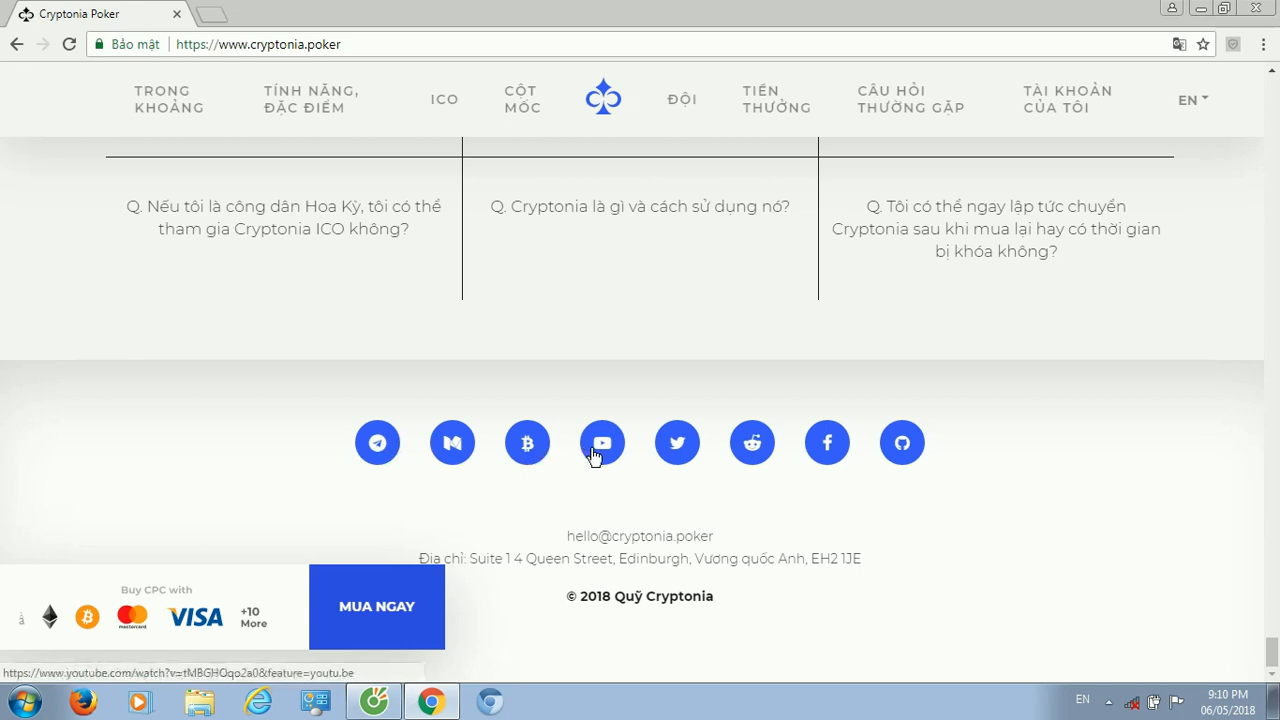 Cryptonia Poker
Bảo mật
https://www.cryptonia.poker
TRONG KHOẢNG
TÍNH NĂNG, ĐẶC ĐIỂM
ICO
CỘT MỐC
ĐỘI
TIỀN THƯỞNG
CÂU HỎI THƯỜNG GẶP
TÀI KHOẢN CỦA TÔI
EN
Q. Nếu tôi là công dân Hoa Kỳ, tôi có thể
tham gia Cryptonia ICO không?
Q. Cryptonia là gì và cách sử dụng nó?
Q. Tôi có thể ngay lập tức chuyển
Cryptonia sau khi mua lại hay có thời gian
bị khóa không?
hello@cryptonia.poker
Địa chỉ: Suite 1 4 Queen Street, Edinburgh, Vương quốc Anh, EH2 1JE
© 2018 Quỹ Cryptonia
Buy CPC with
à
mastercard
VISA
+10
More
MUA NGAY
https://www.youtube.com/watch?v=tMBGHQqo2a0&feature=youtu.be
EN
9:10 PM
06/05/2018